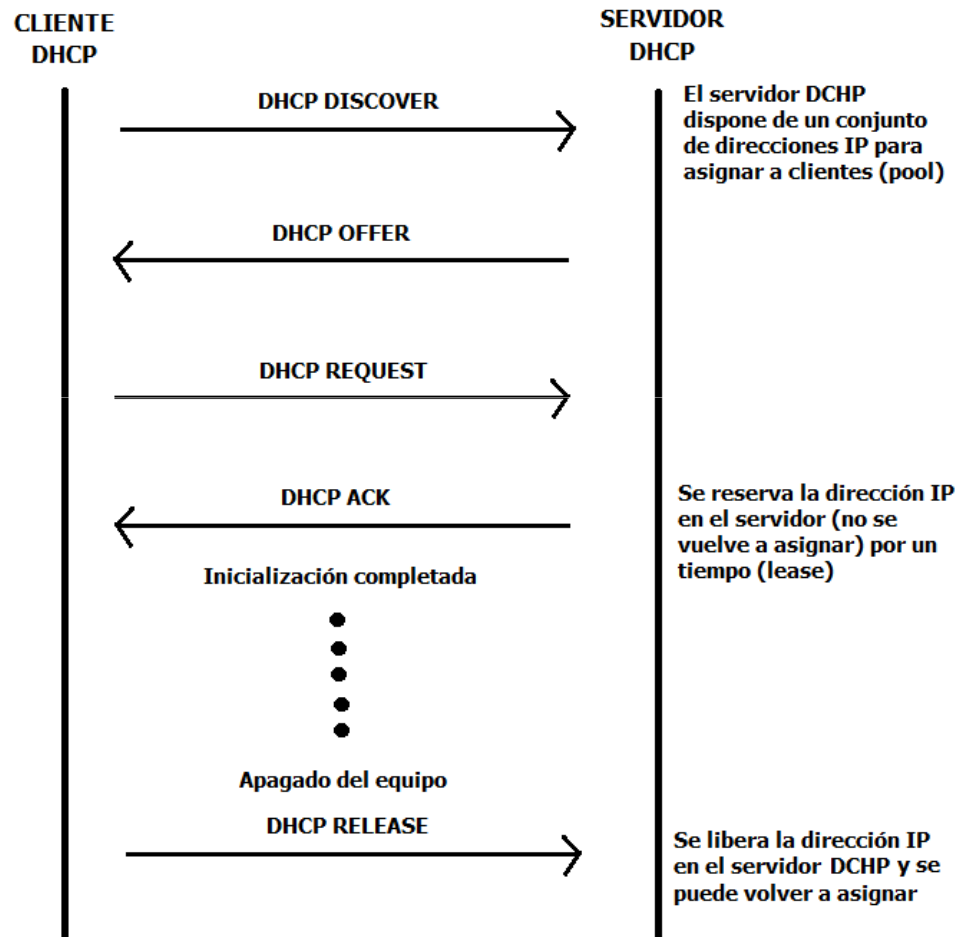 CLIENTE
DHCP
SERVIDOR
DHCP
DHCP DISCOVER
El servidor DCHP
dispone de un conjunto
de direcciones IP para
asignar a clientes (pool)
DHCP OFFER
DHCP REQUEST
DHCP ACK
Se reserva la dirección IP
en el servidor (no se
vuelve a asignar) por un
tiempo (lease)
Inicialización completada
Apagado del equipo
DHCP RELEASE
Se libera la dirección IP
en el servidor DCHP y se
puede volver a asignar